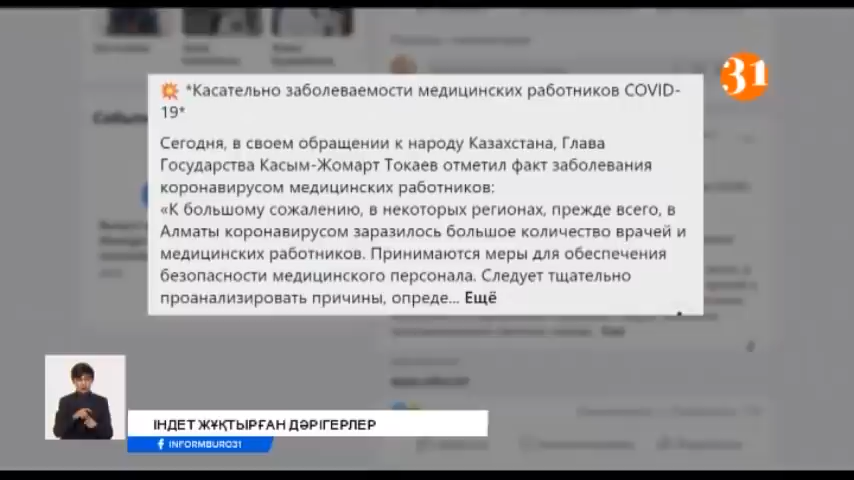 31
💥 *Касательно заболеваемости медицинских работников COVID-
19*
Сегодня, в своем обращении к народу Казахстана, Глава
Государства Касым-Жомарт Токаев отметил факт заболевания
коронавирусом медицинских работников:
«К большому сожалению, в некоторых регионах, прежде всего, в
Алматы коронавирусом заразилось большое количество врачей и
медицинских работников. Принимаются меры для обеспечения
безопасности медицинского персонала. Следует тщательно
проанализировать причины, опреде... Ещё
ІНДЕТ ЖҰҚТЫРҒАН ДӘРІГЕРЛЕР
INFORMBURO31